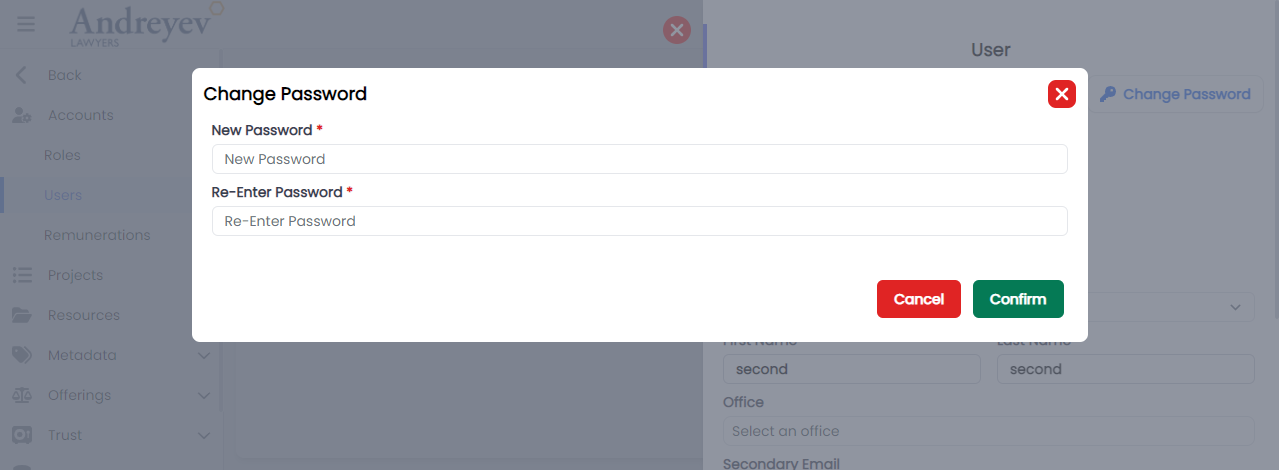 Andreyev
LAWYERS
User
Back
Change Password
Change Password
Accounts
New Password *
New Password
Roles
Re-Enter Password *
Users
Re-Enter Password
Remunerations
Projects
Cancel
Confirm
Resources
First Name
Last Name
Metadata
second
second
Offerings
Office
Select an office
Trust
Secondary Email